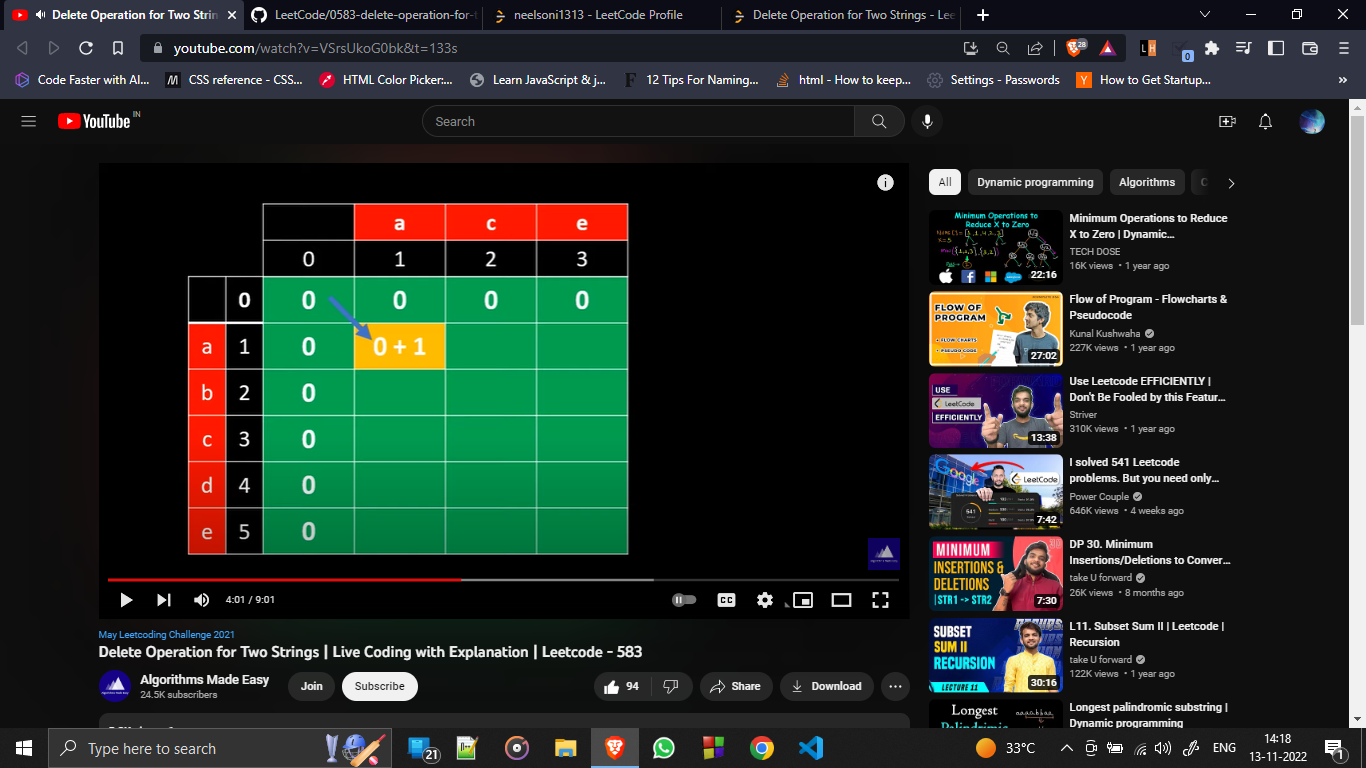 Delete Operation for Two Strin
LeetCode/0583-delete-operation-for-t
neelsoni1313 - LeetCode Profile
Delete Operation for Two Strings - Lee
youtube.com/watch?v=VSrsUkoG0bk&t=133s
28
LH
0
Code Faster with AI...
CSS reference - CSS...
HTML Color Picker:...
Learn JavaScript & j...
12 Tips For Naming...
html - How to keep...
Settings - Passwords
How to Get Startup...
YouTube IN
Search
a c e
0 1 2 3
0 0 0 0 0
a 1 0 0 + 1
b 2 0
c 3 0
d 4 0
e 5 0
4:01 / 9:01
CC
May Leetcoding Challenge 2021
Delete Operation for Two Strings | Live Coding with Explanation | Leetcode - 583
Algorithms Made Easy
24.5K subscribers
Join
Subscribe
94
Share
Download
All
Dynamic programming
Algorithms
Minimum Operations to
Reduce X to Zero
22:16
Minimum Operations to Reduce
X to Zero | Dynamic...
TECH DOSE
16K views • 1 year ago
FLOW OF
PROGRAM
• FLOW CHARTS
• PSEUDO CODE
27:02
Flow of Program - Flowcharts &
Pseudocode
Kunal Kushwaha
227K views • 1 year ago
USE
LeetCode
EFFICIENTLY
13:38
Use Leetcode EFFICIENTLY |
Don't Be Fooled by this Featur...
Striver
310K views • 1 year ago
Google
LeetCode
541
7:42
I solved 541 Leetcode
problems. But you need only...
Power Couple
646K views • 4 weeks ago
MINIMUM
INSERTIONS &
DELETIONS
|STR1 -> STR2
7:30
DP 30. Minimum
Insertions/Deletions to Conver...
take U forward
26K views • 8 months ago
SUBSET
SUM II
RECURSION
LECTURE 11
30:16
L11. Subset Sum II | Leetcode |
Recursion
take U forward
122K views • 1 year ago
Longest
Palindromic
Longest palindromic substring |
Dynamic programming
Type here to search
21
33°C
ENG
14:18
13-11-2022
1